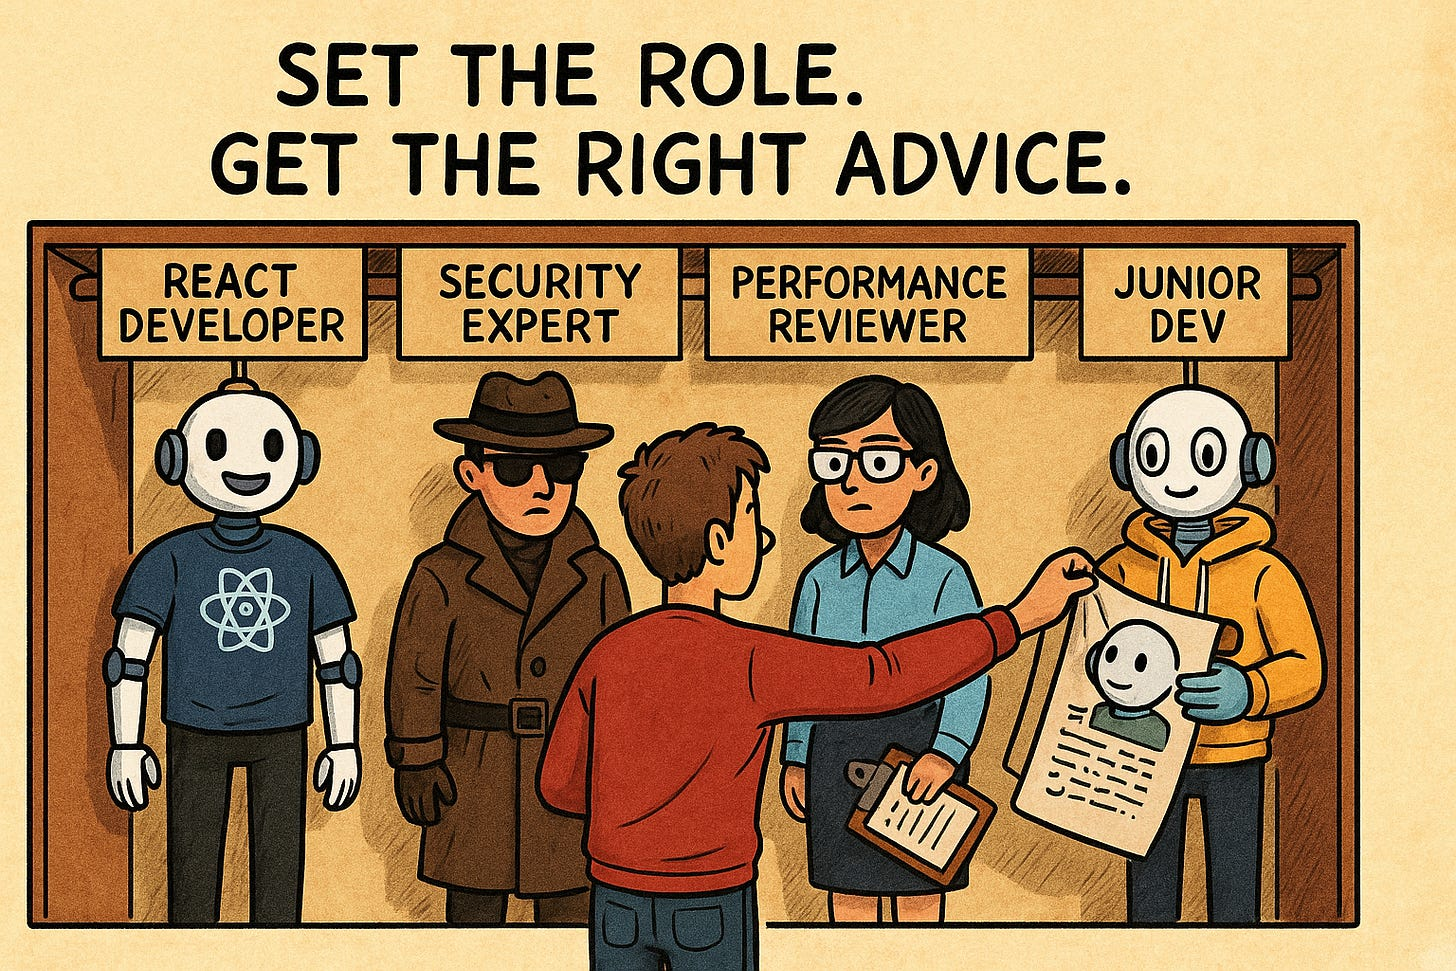 SET THE ROLE.
GET THE RIGHT ADVICE.
REACT
DEVELOPER
SECURITY
EXPERT
PERFORMANCE
REVIEWER
JUNIOR
DEV